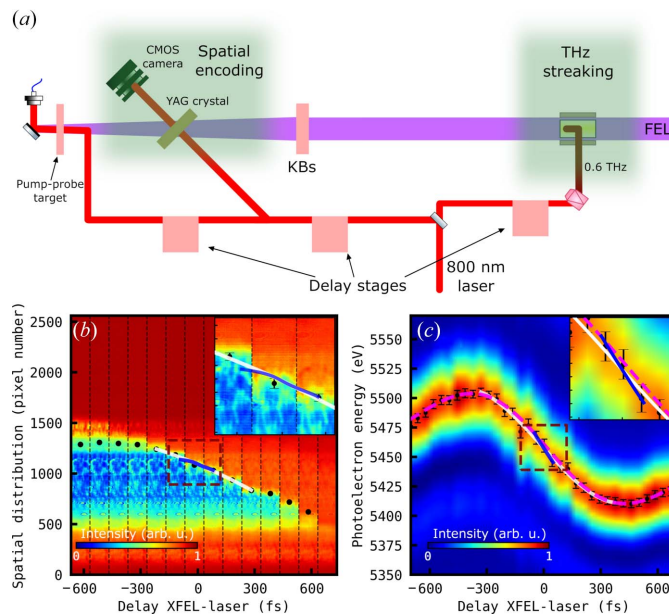 (a)
CMOS
camera
Spatial
encoding
YAG crystal
THz
streaking
KBs
FEL
0.6 THz
Pump-probe
target
Delay stages
800 nm
laser
(b)
Spatial distribution (pixel number)
2500
2000
1500
1000
500
0
Intensity (arb. u.)
0 1
−600 −300 0 300 600
Delay XFEL-laser (fs)
(c)
Photoelectron energy (eV)
5550
5525
5500
5475
5450
5425
5400
5375
5350
Intensity (arb. u.)
0 1
−600 −300 0 300 600
Delay XFEL-laser (fs)